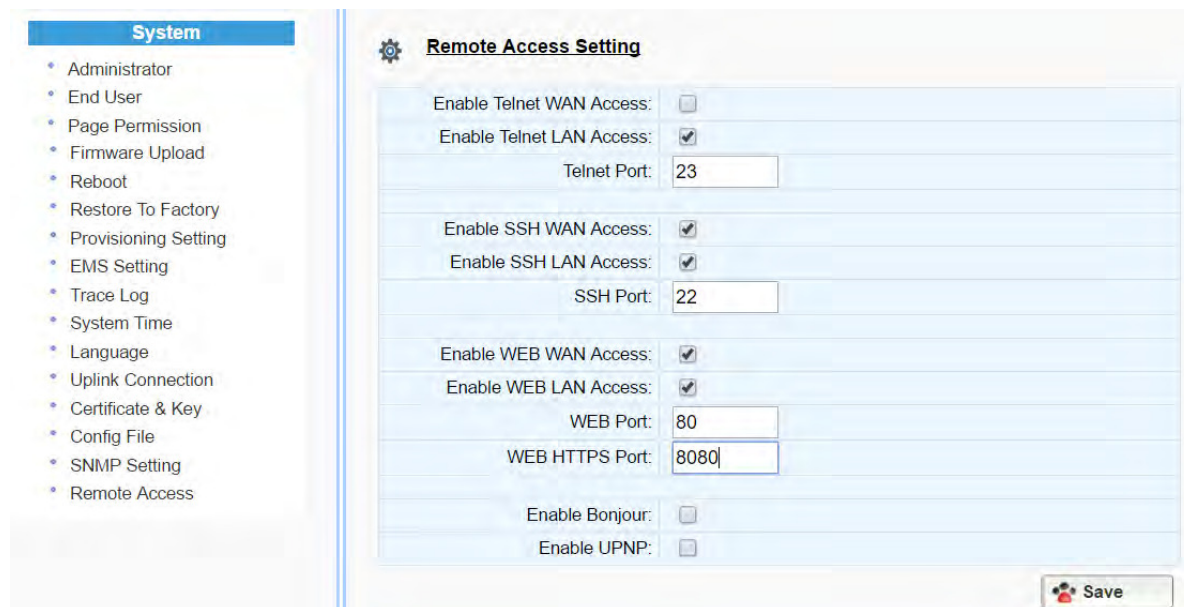 System
Administrator
End User
Page Permission
Firmware Upload
Reboot
Restore To Factory
Provisioning Setting
EMS Setting
Trace Log
System Time
Language
Uplink Connection
Certificate & Key
Config File
SNMP Setting
Remote Access
Remote Access Setting
Enable Telnet WAN Access:
Enable Telnet LAN Access:
Telnet Port: 23
Enable SSH WAN Access:
Enable SSH LAN Access:
SSH Port: 22
Enable WEB WAN Access:
Enable WEB LAN Access:
WEB Port: 80
WEB HTTPS Port: 8080
Enable Bonjour:
Enable UPNP:
Save